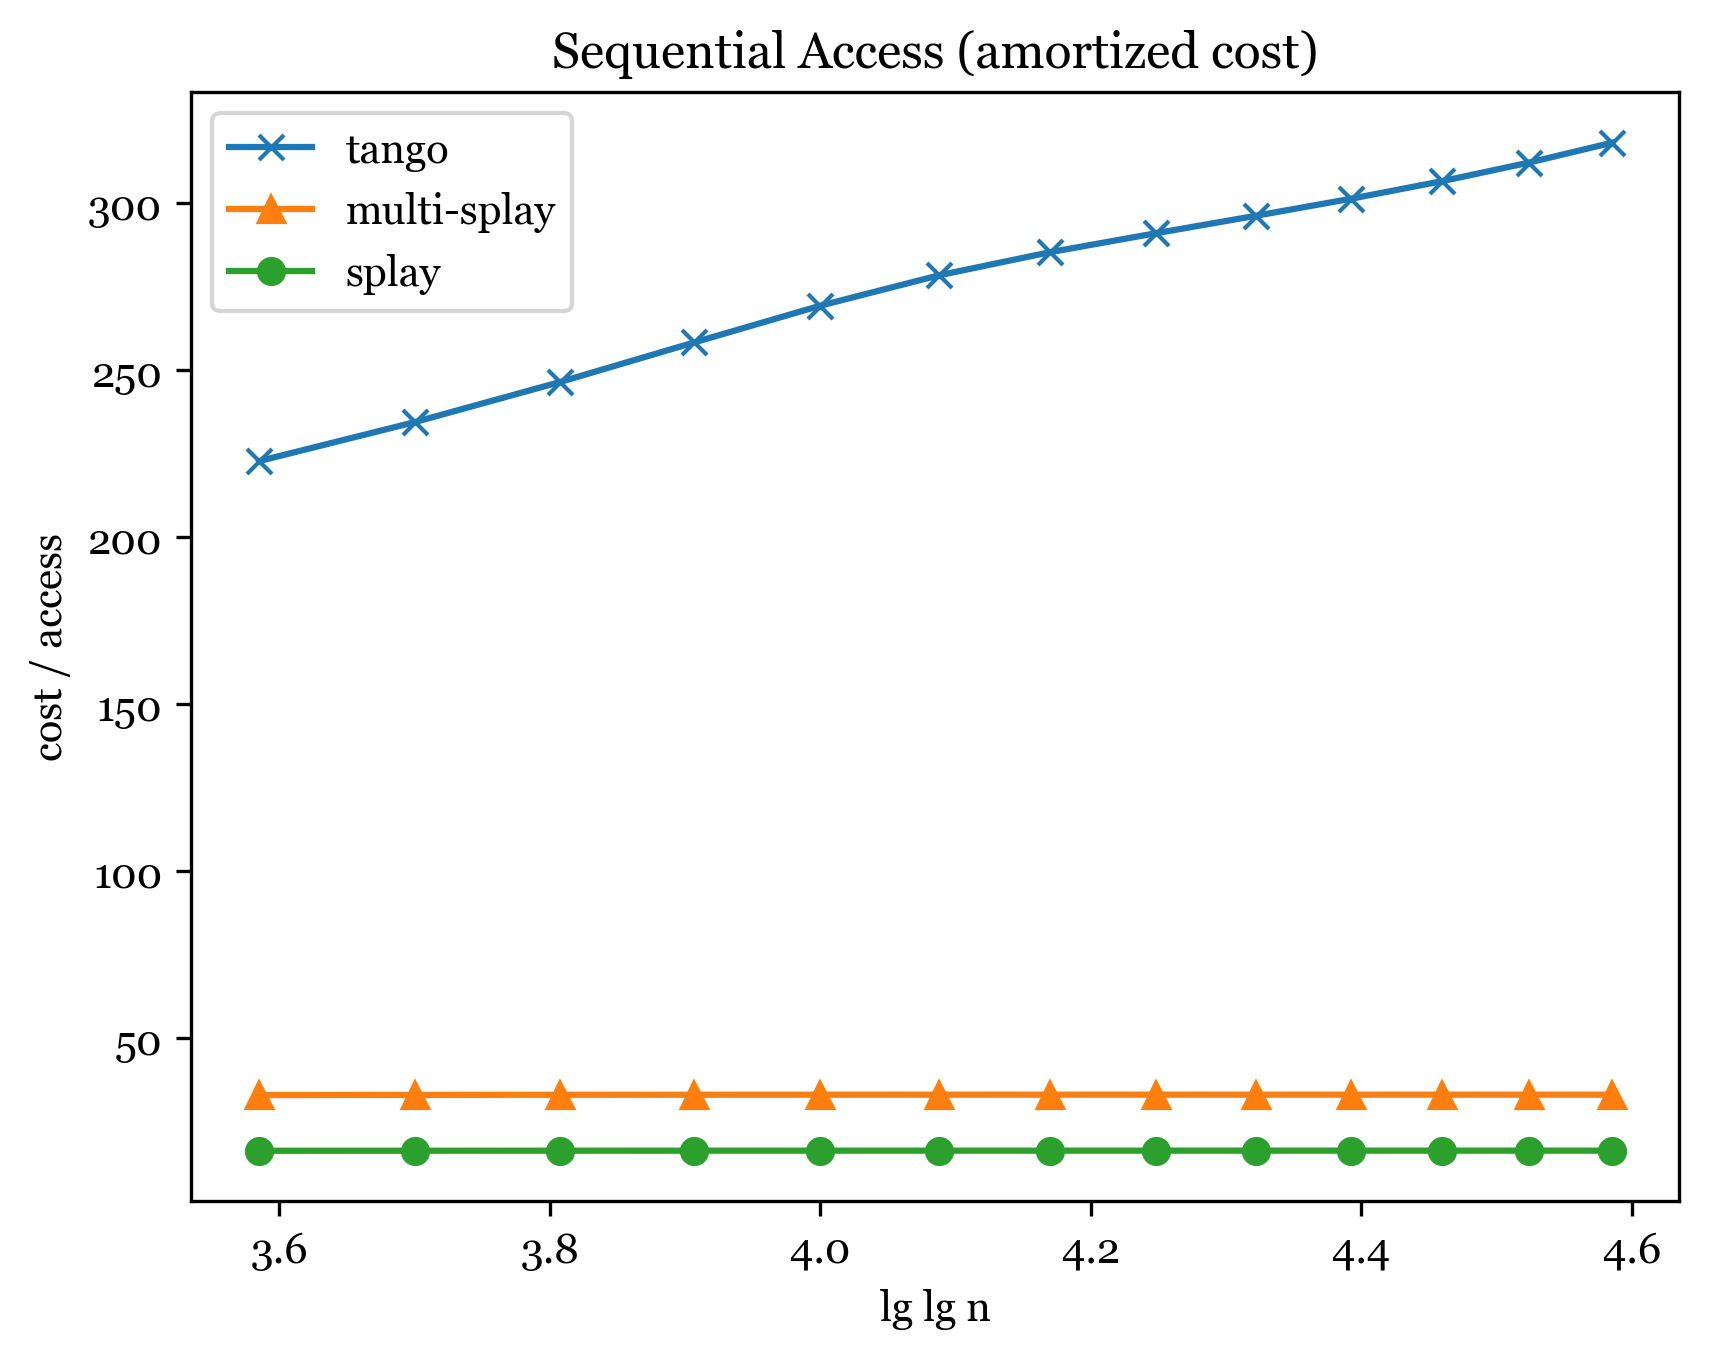 Sequential Access (amortized cost)
tango
multi-splay
splay
300
250
200
150
100
50
cost / access
3.6 3.8 4.0 4.2 4.4 4.6
lg lg n